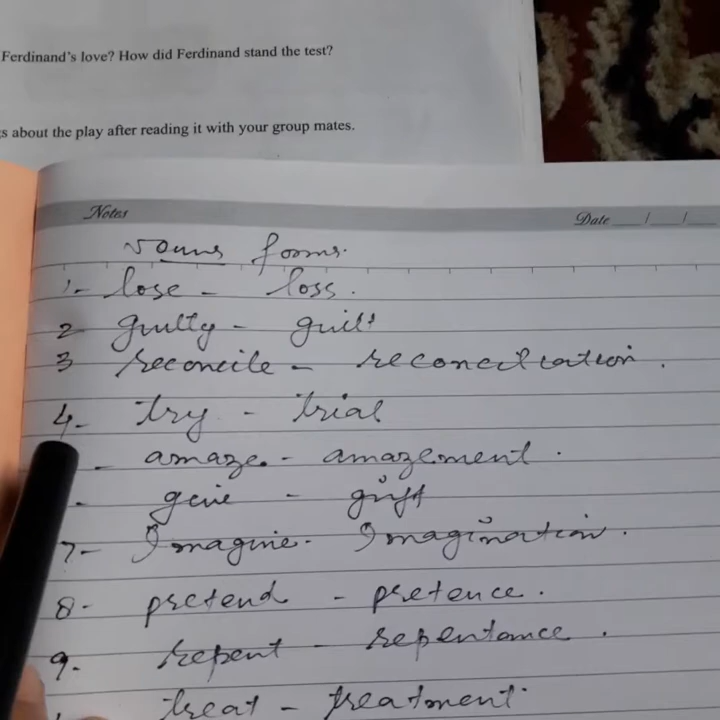 Ferdinand's love? How did Ferdinand stand the test?
s about the play after reading it with your group mates.
Notes Date / /
Nouns forms.
1- lose - loss.
2 guilty - guilt
3 reconcile - reconciliation.
4- try - trial
- amaze. - amazement.
- give - gift
7- Imagine. Imagination.
8- pretend - pretence.
9- repent - repentance.
treat - treatment